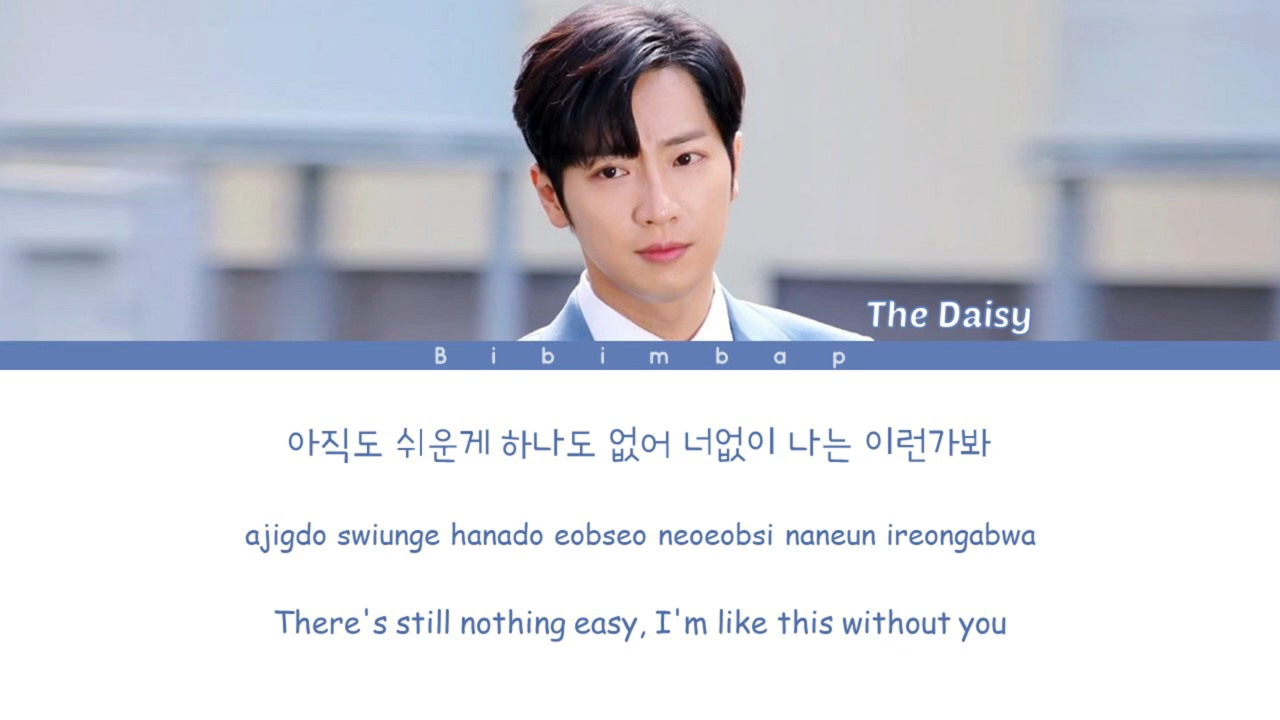 The Daisy
Bibimbap
아직도 쉬운게 하나도 없어 너없이 나는 이런가봐
ajigdo swiunge hanado eobseo neoeobsi naneun ireongabwa
There's still nothing easy, I'm like this without you